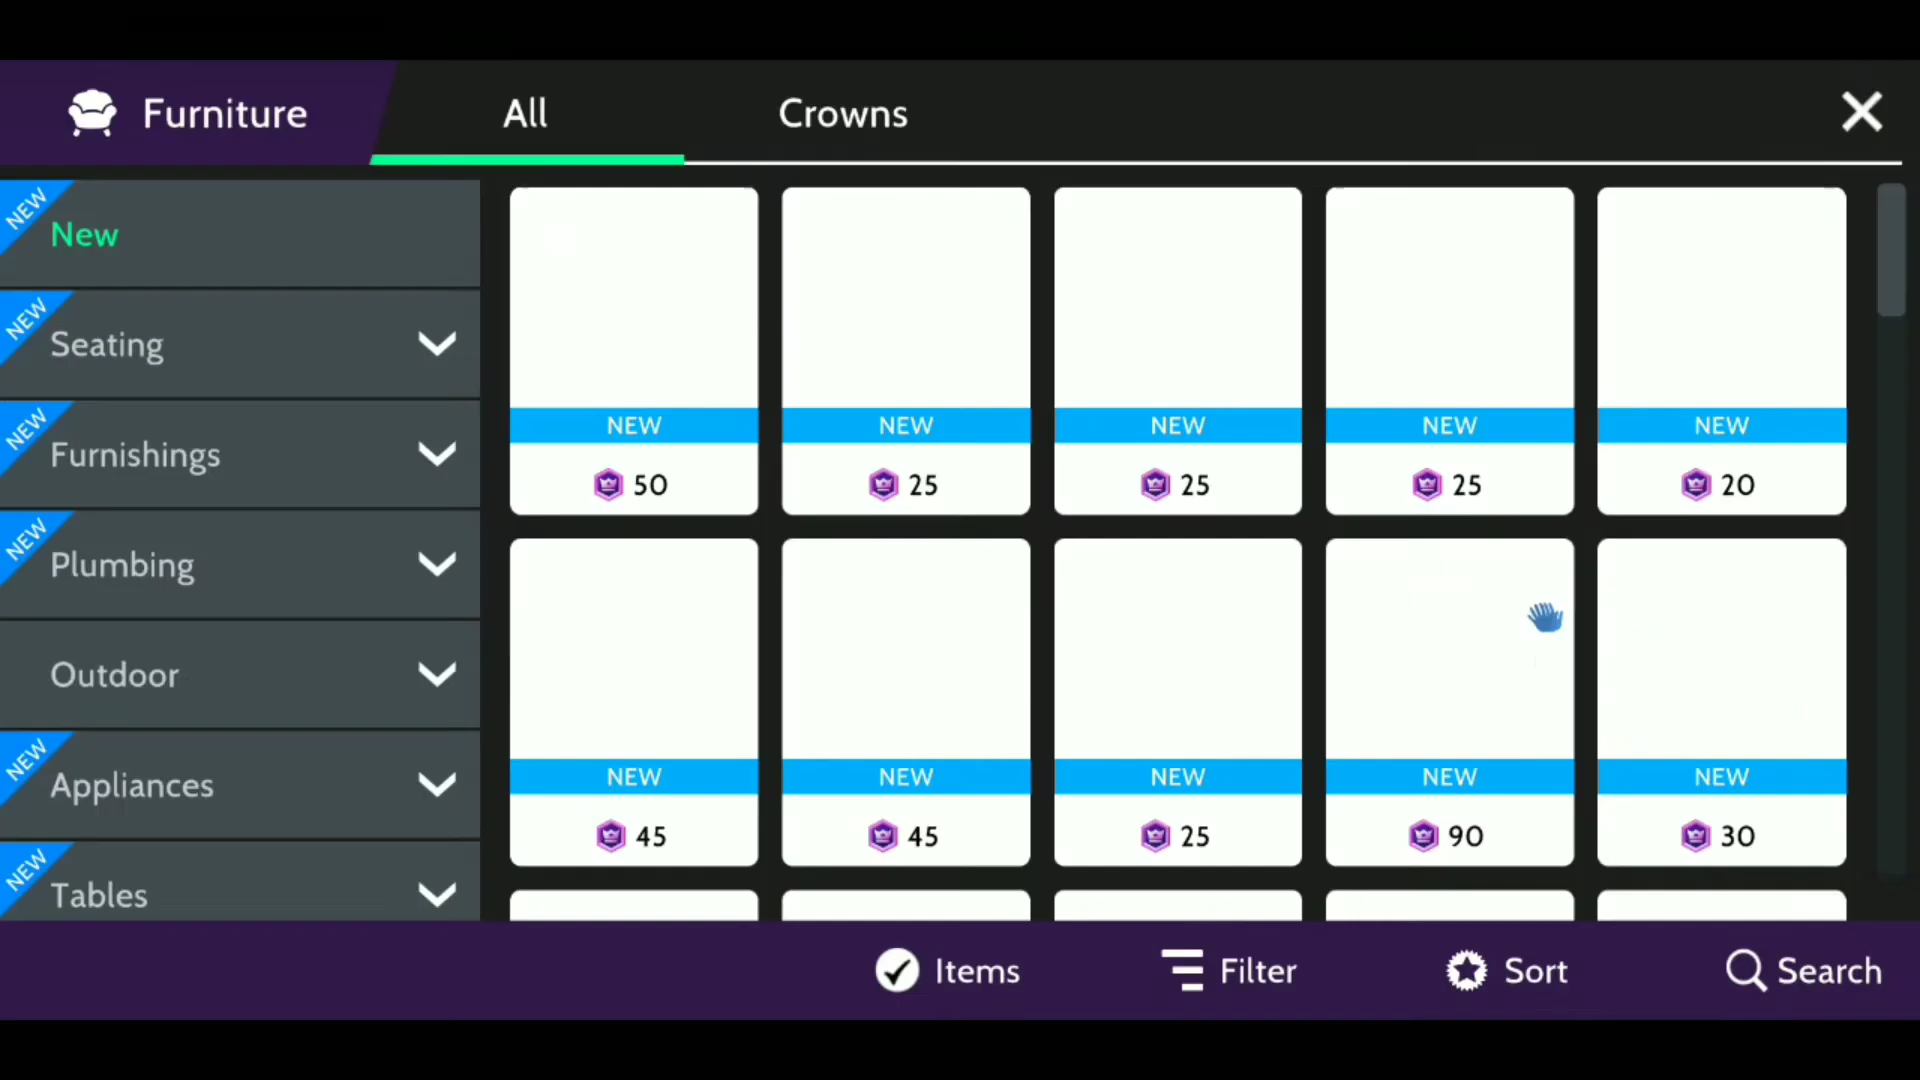 Furniture
All
Crowns
NEW
New
NEW
Seating
NEW
Furnishings
NEW
Plumbing
Outdoor
NEW
Appliances
NEW
Tables
NEW
NEW
NEW
NEW
NEW
50
25
25
25
20
NEW
NEW
NEW
NEW
NEW
45
45
25
90
30
Items
Filter
Sort
Search